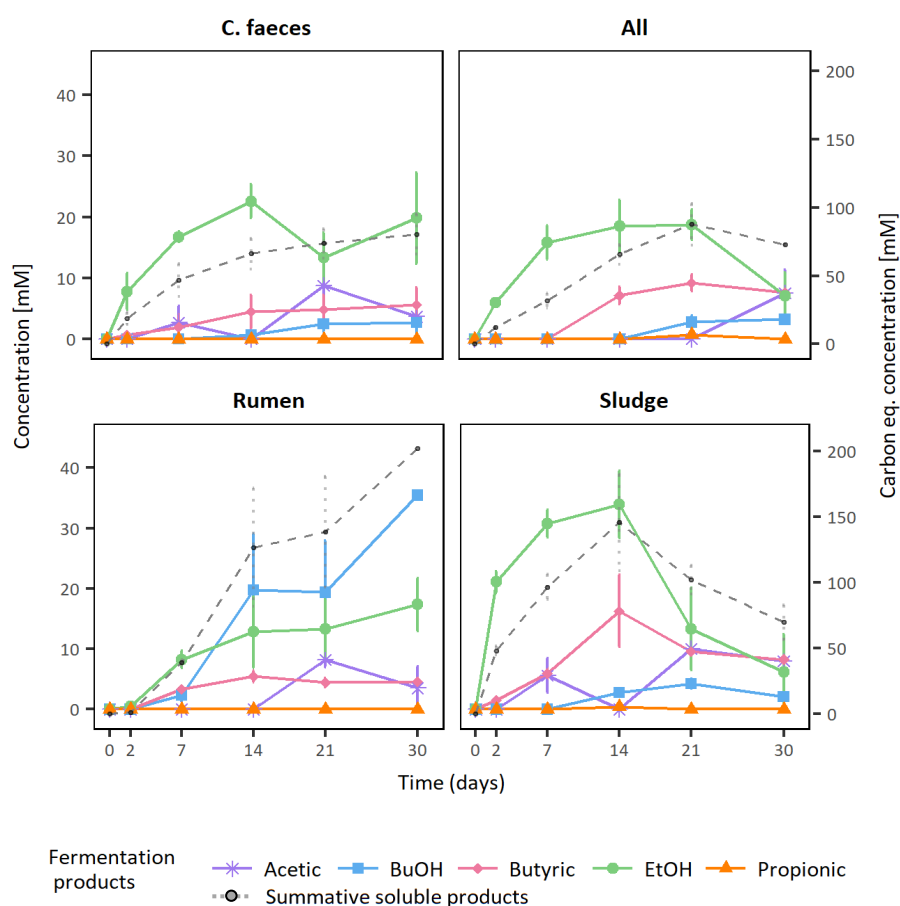 C. faeces
All
40
30
20
10
0
200
150
100
50
0
Concentration [mM]
Carbon eq. concentration [mM]
Rumen
Sludge
40
30
20
10
0
200
150
100
50
0
0 2 7 14 21 30
0 2 7 14 21 30
Time (days)
Fermentation
products
Acetic BuOH Butyric EtOH Propionic
Summative soluble products